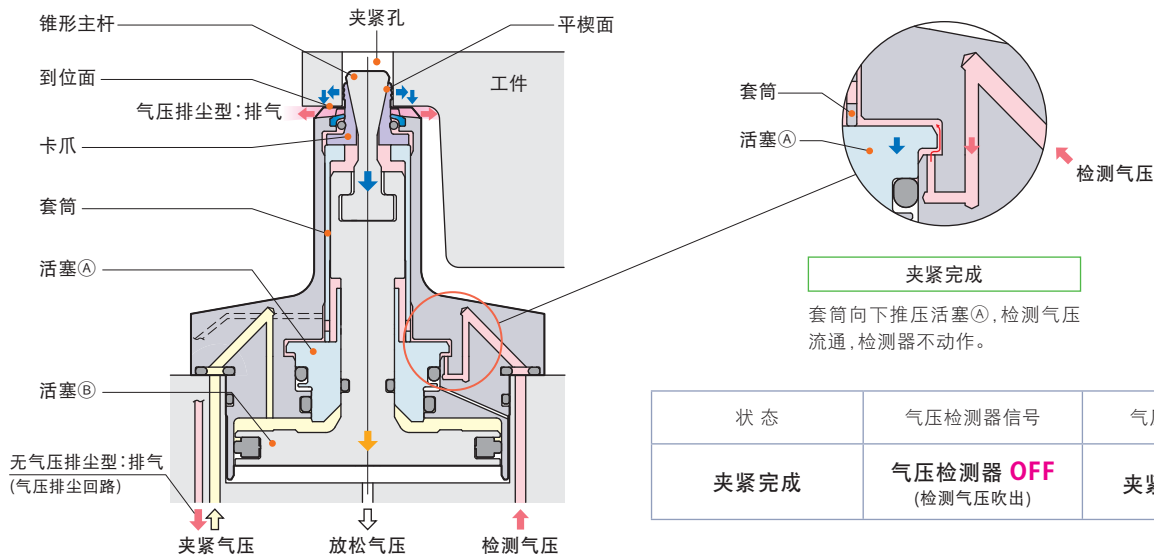 锥形主杆
夹紧孔
平楔面
到位面
工件
气压排尘型：排气
卡爪
套筒
活塞Ⓐ
活塞Ⓑ
无气压排尘型：排气
(气压排尘回路)
夹紧气压
放松气压
检测气压
套筒
活塞Ⓐ
检测气压
夹紧完成
套筒向下推压活塞Ⓐ，检测气压
流通，检测器不动作。
状 态
气压检测器信号
夹紧完成
气压检测器 OFF
(检测气压吹出)